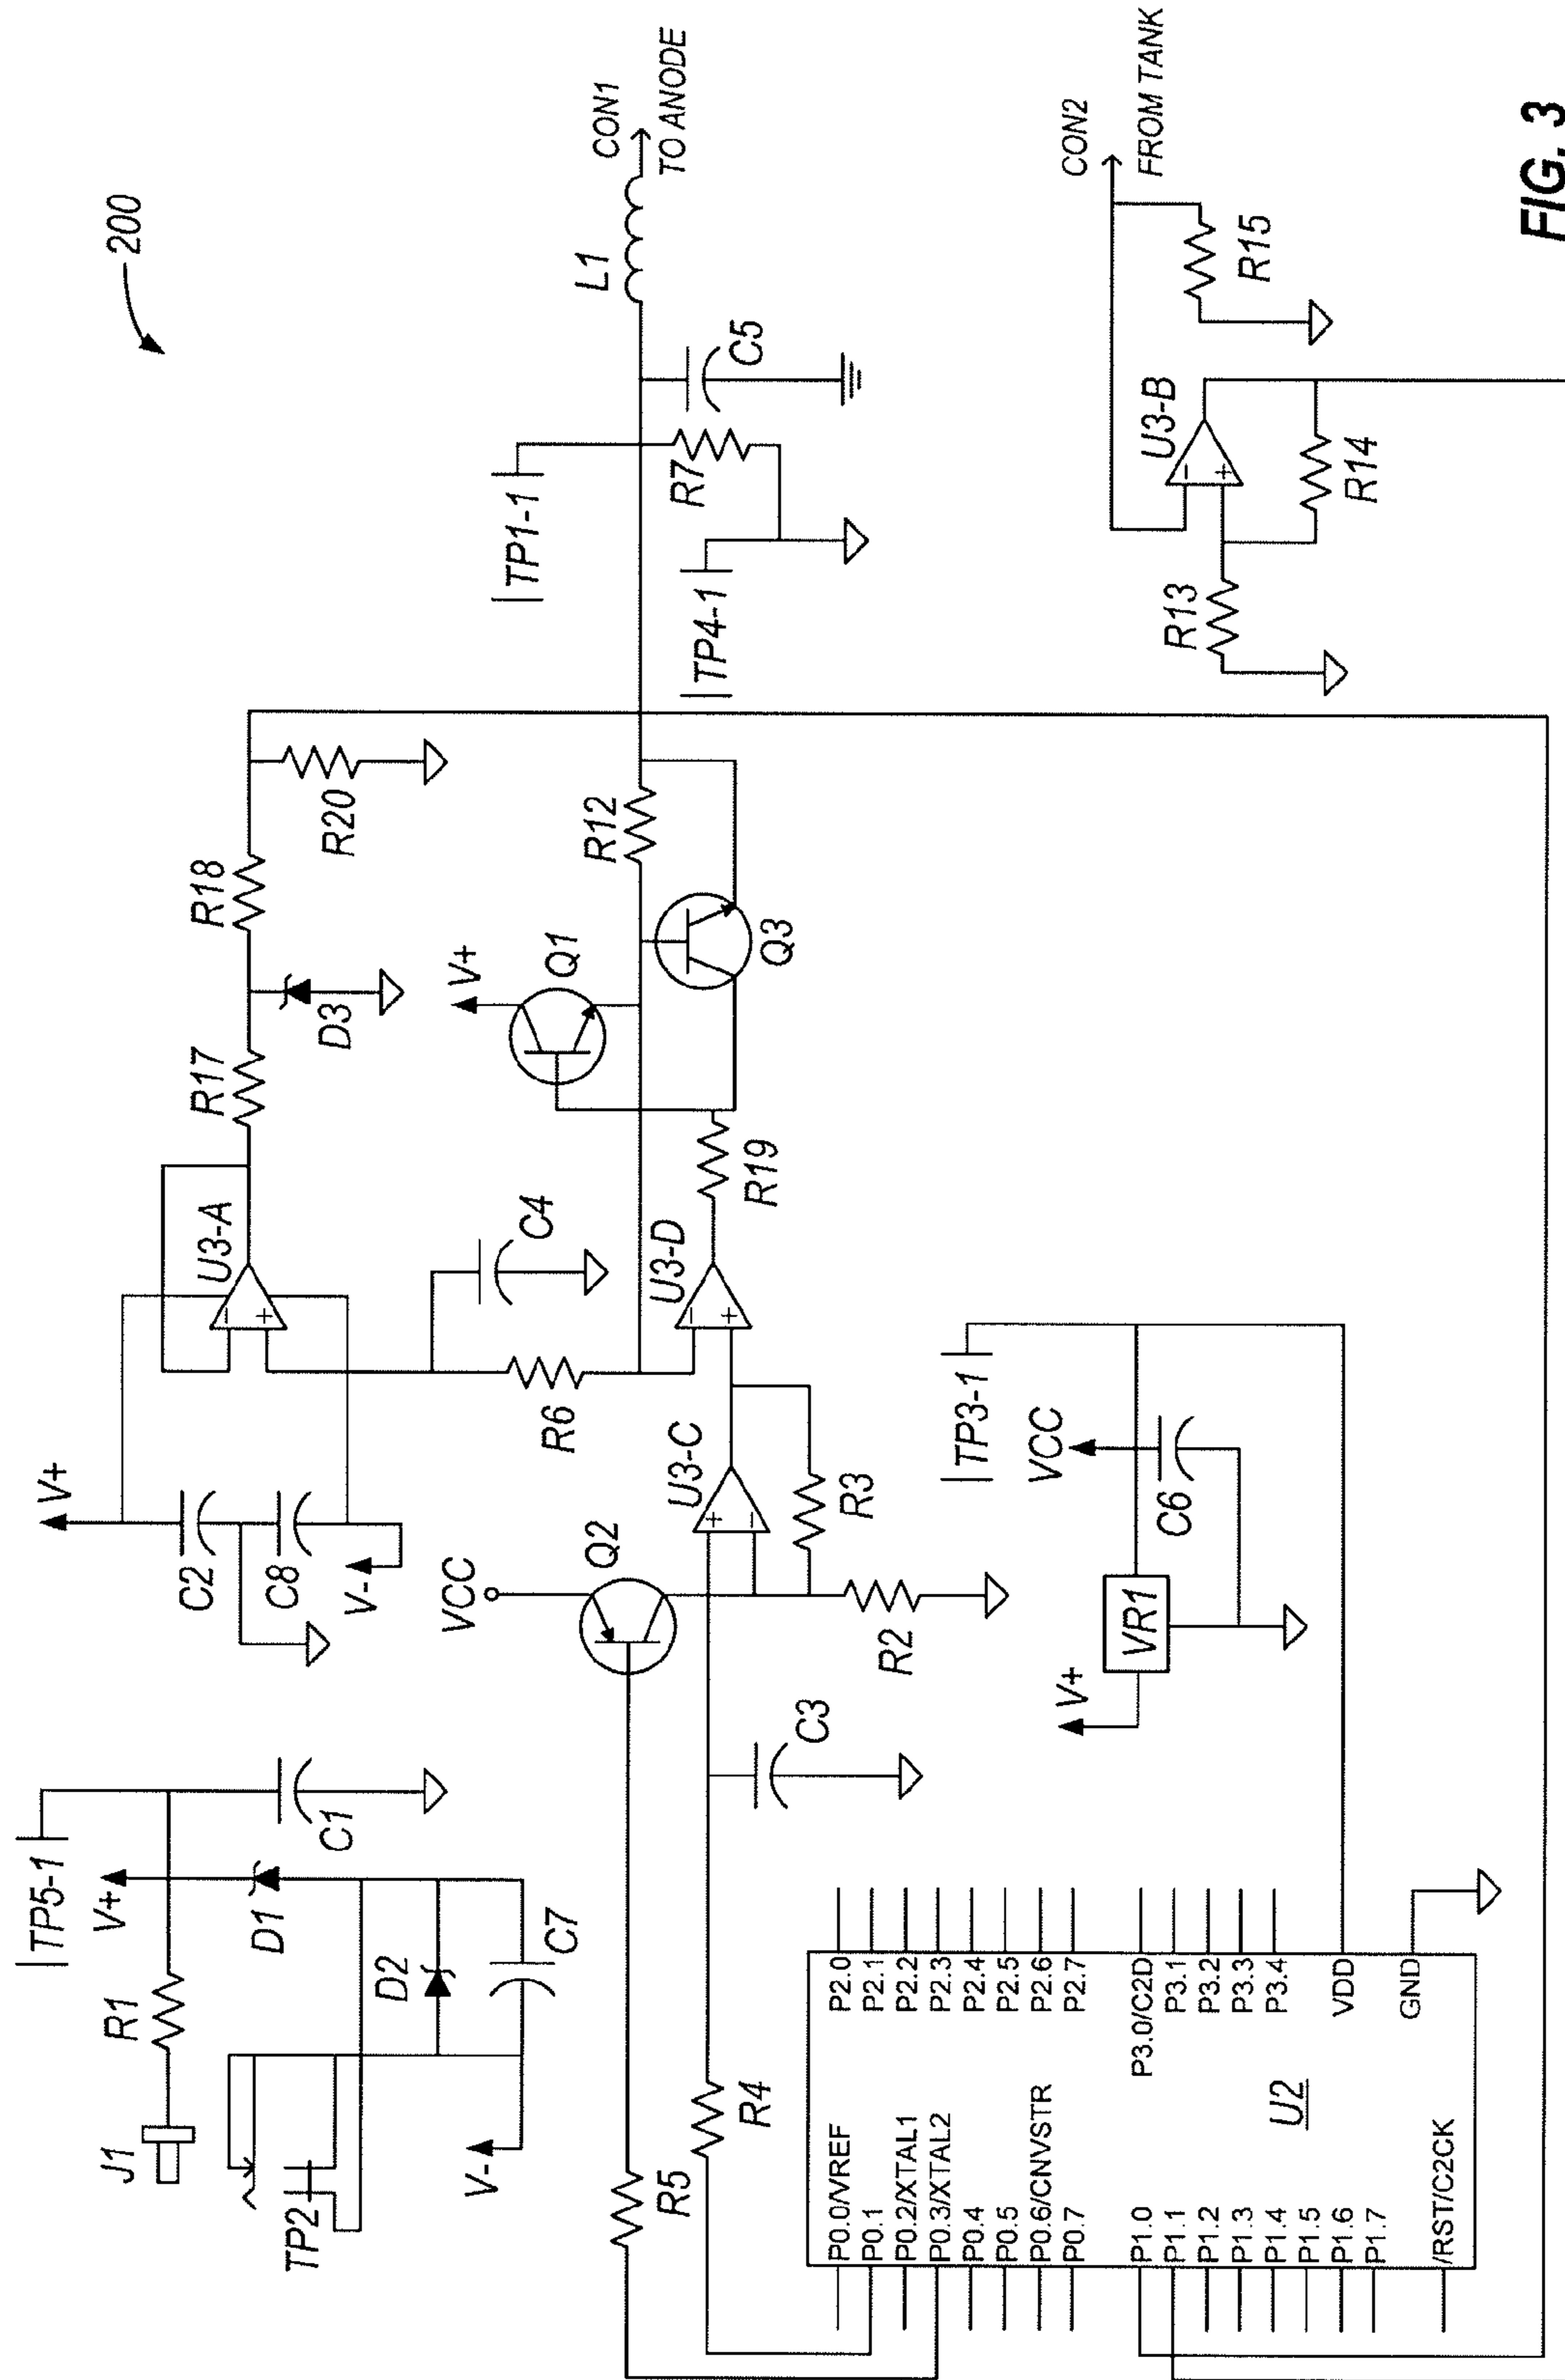 200
J1
R1
|TP5-1
V+
D1
C1
D2
C7
TP2
V-
V+
C2
C8
V-
U3-A
-
+
R17
D3
R18
R20
C4
R6
VCC
Q2
U3-C
+
-
R3
R2
U3-D
-
+
R19
V+
Q1
Q3
R12
|TP1-1
|TP4-1
R7
C5
L1
CON1
TO ANODE
R5
R4
C3
V+
VR1
VCC
C6
|TP3-1
P0.0/VREF
P0.1
P0.2/XTAL1
P0.3/XTAL2
P0.4
P0.5
P0.6/CNVSTR
P0.7
P1.0
P1.1
P1.2
P1.3
P1.4
P1.5
P1.6
P1.7
/RST/C2CK
U2
P2.0
P2.1
P2.2
P2.3
P2.4
P2.5
P2.6
P2.7
P3.0/C2D
P3.1
P3.2
P3.3
P3.4
VDD
GND
R13
U3-B
-
+
R14
R15
CON2
FROM TANK
FIG. 3